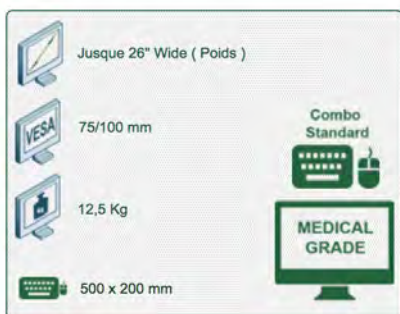 Jusque 26" Wide ( Poids )
VESA
75/100 mm
Combo
Standard
12,5 Kg
MEDICAL
GRADE
500 x 200 mm